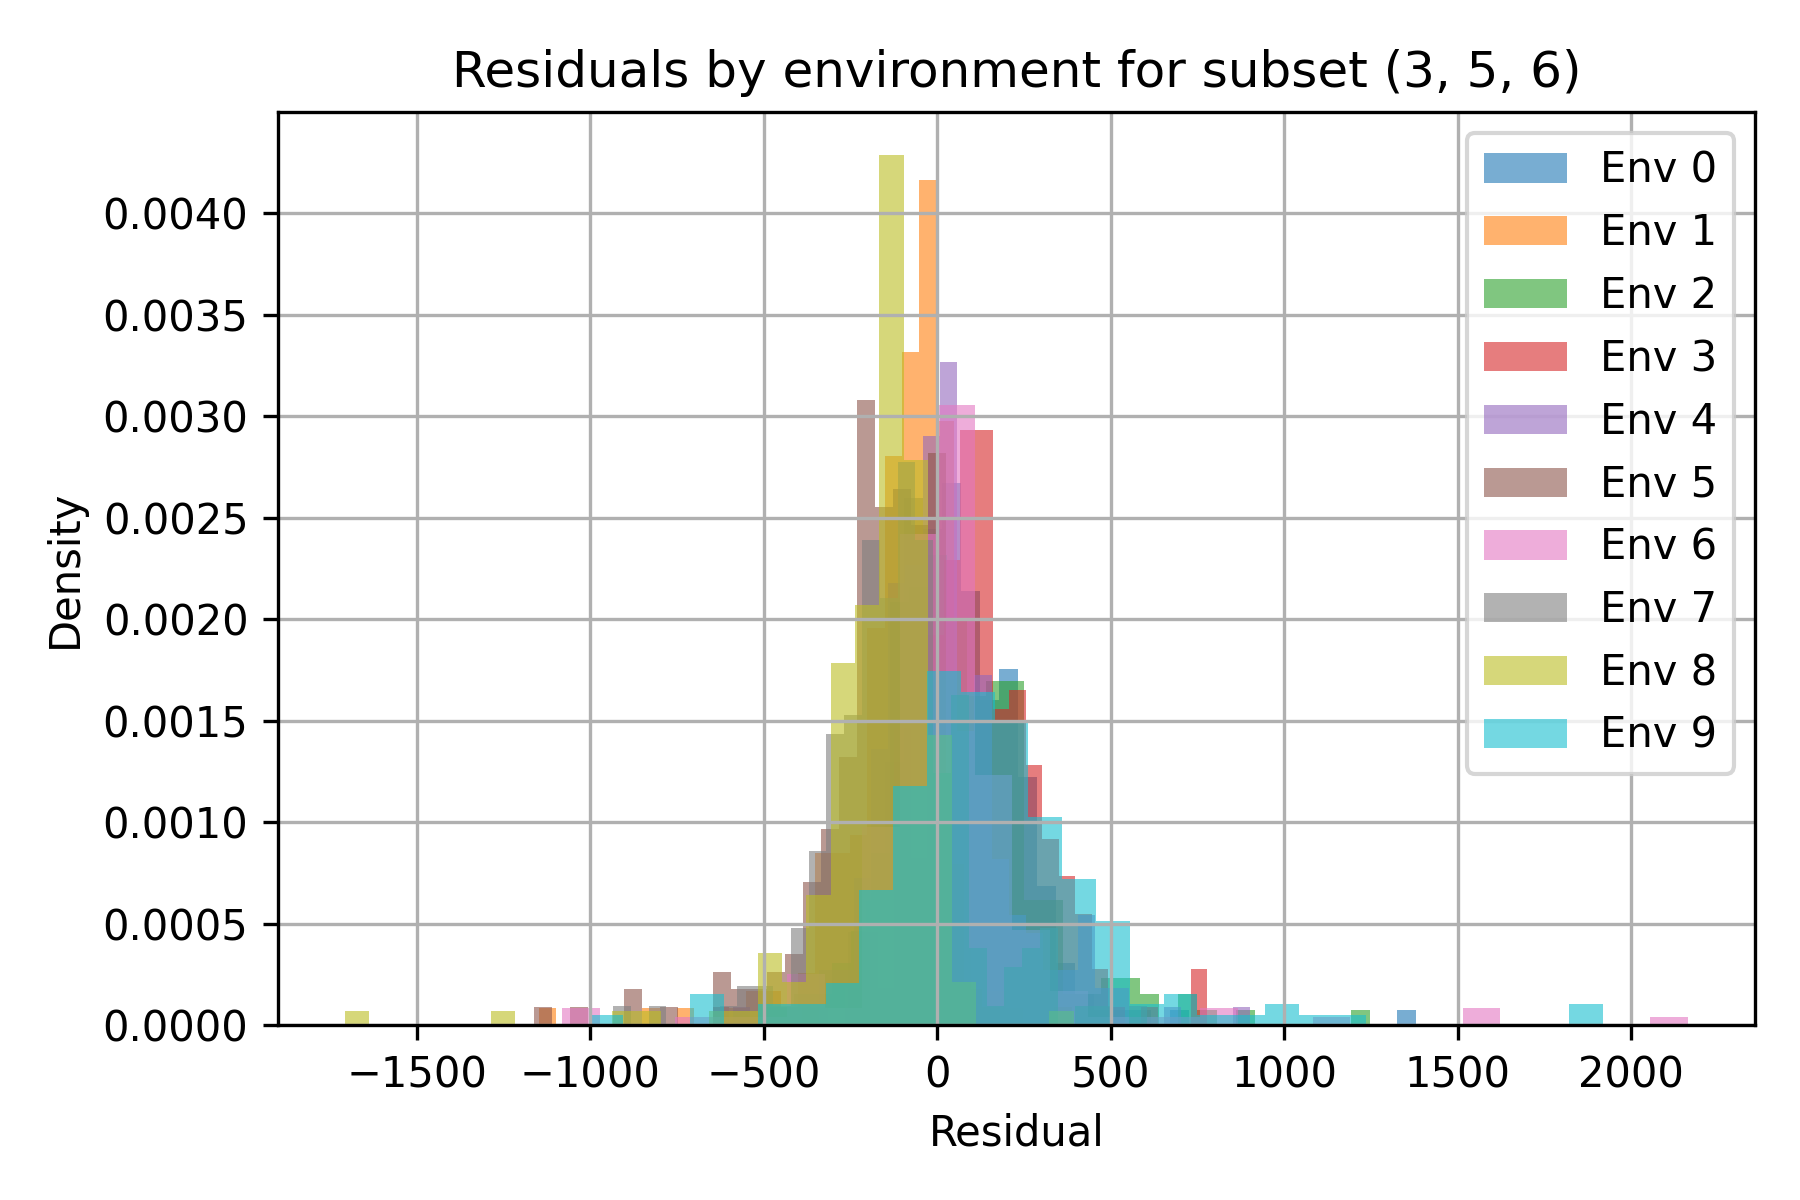 Residuals by environment for subset (3, 5, 6)
Density
0.0040
0.0035
0.0030
0.0025
0.0020
0.0015
0.0010
0.0005
0.0000
−1500
−1000
−500
0
500
1000
1500
2000
Residual
Env 0
Env 1
Env 2
Env 3
Env 4
Env 5
Env 6
Env 7
Env 8
Env 9